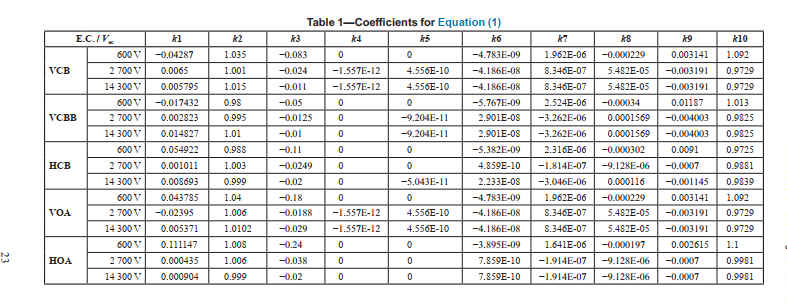 Table 1—Coefficients for Equation (1)
E.C. / Voc k1 k2 k3 k4 k5 k6 k7 k8 k9 k10
VCB 600 V −0.04287 1.035 −0.083 0 0 −4.783E-09 1.962E-06 −0.000229 0.003141 1.092
2 700 V 0.0065 1.001 −0.024 −1.557E-12 4.556E-10 −4.186E-08 8.346E-07 5.482E-05 −0.003191 0.9729
14 300 V 0.005795 1.015 −0.011 −1.557E-12 4.556E-10 −4.186E-08 8.346E-07 5.482E-05 −0.003191 0.9729
VCBB 600 V −0.017432 0.98 −0.05 0 0 −5.767E-09 2.524E-06 −0.00034 0.01187 1.013
2 700 V 0.002823 0.995 −0.0125 0 −9.204E-11 2.901E-08 −3.262E-06 0.0001569 −0.004003 0.9825
14 300 V 0.014827 1.01 −0.01 0 −9.204E-11 2.901E-08 −3.262E-06 0.0001569 −0.004003 0.9825
HCB 600 V 0.054922 0.988 −0.11 0 0 −5.382E-09 2.316E-06 −0.000302 0.0091 0.9725
2 700 V 0.001011 1.003 −0.0249 0 0 4.859E-10 −1.814E-07 −9.128E-06 −0.0007 0.9881
14 300 V 0.008693 0.999 −0.02 0 −5.043E-11 2.233E-08 −3.046E-06 0.000116 −0.001145 0.9839
VOA 600 V 0.043785 1.04 −0.18 0 0 −4.783E-09 1.962E-06 −0.000229 0.003141 1.092
2 700 V −0.02395 1.006 −0.0188 −1.557E-12 4.556E-10 −4.186E-08 8.346E-07 5.482E-05 −0.003191 0.9729
14 300 V 0.005371 1.0102 −0.029 −1.557E-12 4.556E-10 −4.186E-08 8.346E-07 5.482E-05 −0.003191 0.9729
HOA 600 V 0.111147 1.008 −0.24 0 0 −3.895E-09 1.641E-06 −0.000197 0.002615 1.1
2 700 V 0.000435 1.006 −0.038 0 0 7.859E-10 −1.914E-07 −9.128E-06 −0.0007 0.9981
14 300 V 0.000904 0.999 −0.02 0 0 7.859E-10 −1.914E-07 −9.128E-06 −0.0007 0.9981
23